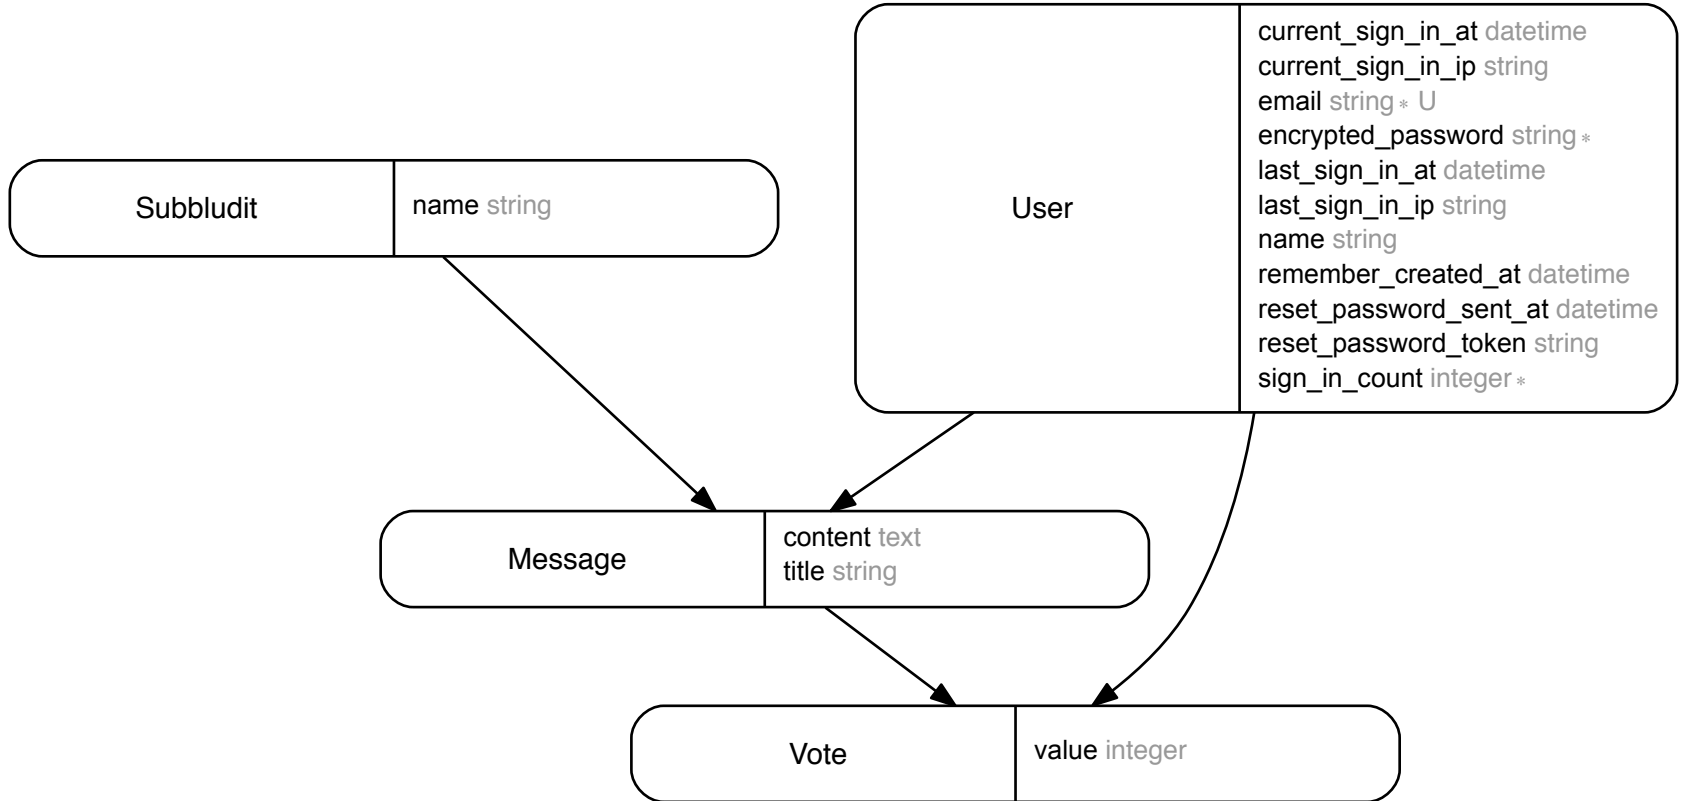 Subbludit
name string
User
current_sign_in_at datetime
current_sign_in_ip string
email string * U
encrypted_password string *
last_sign_in_at datetime
last_sign_in_ip string
name string
remember_created_at datetime
reset_password_sent_at datetime
reset_password_token string
sign_in_count integer *
Message
content text
title string
Vote
value integer